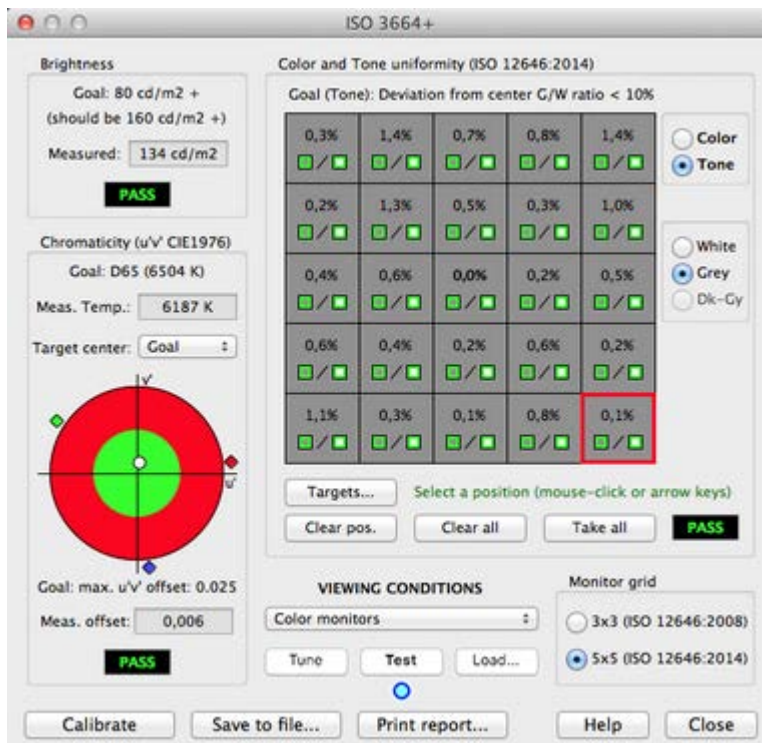 ISO 3664+
Brightness
Goal: 80 cd/m2 +
(should be 160 cd/m2 +)
Measured: 134 cd/m2
PASS
Chromaticity (u'v' CIE1976)
Goal: D65 (6504 K)
Meas. Temp.: 6187 K
Target center: Goal
v'
u'
Goal: max. u'v' offset: 0.025
Meas. offset: 0,006
PASS
Color and Tone uniformity (ISO 12646:2014)
Goal (Tone): Deviation from center G/W ratio < 10%
0,3% 1,4% 0,7% 0,8% 1,4%
0,2% 1,3% 0,5% 0,3% 1,0%
0,4% 0,6% 0,0% 0,2% 0,5%
0,6% 0,4% 0,2% 0,6% 0,2%
1,1% 0,3% 0,1% 0,8% 0,1%
Color
Tone
White
Grey
Dk-Gy
Targets... Select a position (mouse-click or arrow keys)
Clear pos. Clear all Take all PASS
VIEWING CONDITIONS
Color monitors
Tune Test Load...
Monitor grid
3x3 (ISO 12646:2008)
5x5 (ISO 12646:2014)
Calibrate Save to file... Print report... Help Close